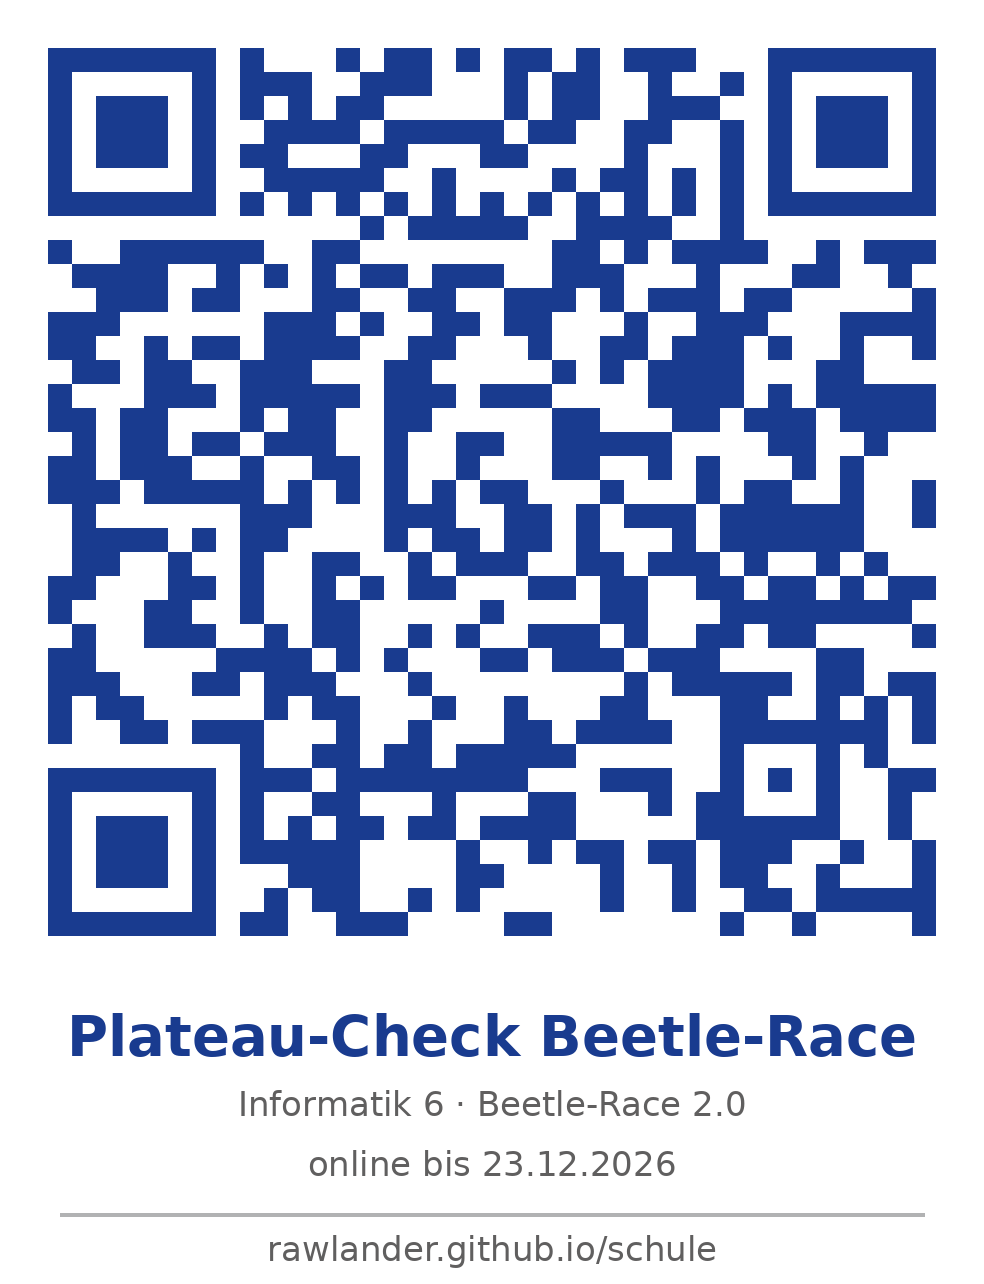 Plateau-Check Beetle-Race
Informatik 6 · Beetle-Race 2.0
online bis 23.12.2026
rawlander.github.io/schule